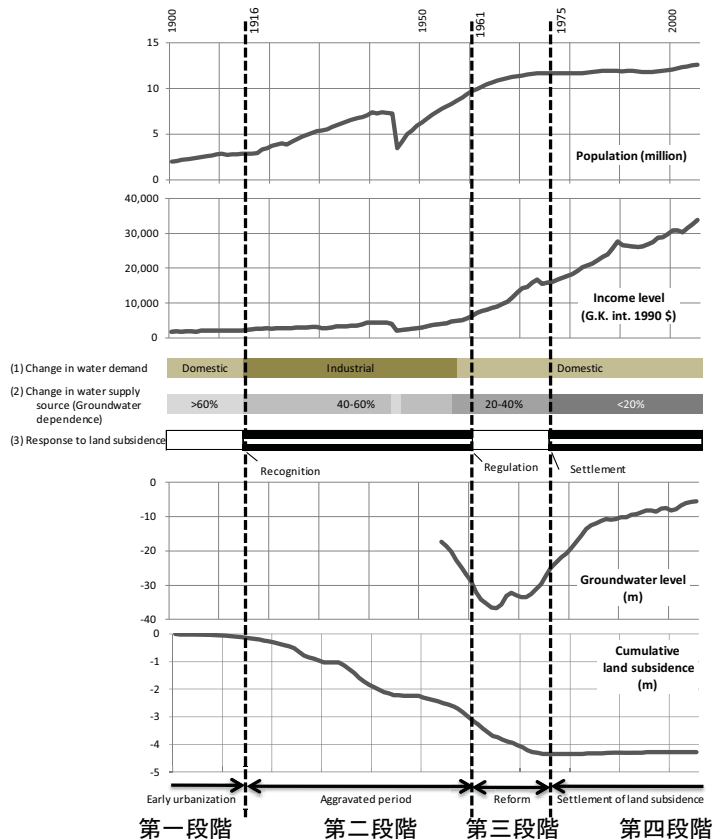 1900
1916
1950
1961
1975
2000
15
10
5
0
Population (million)
40,000
30,000
20,000
10,000
0
Income level
(G.K. int. 1990 $)
(1) Change in water demand
Domestic
Industrial
Domestic
(2) Change in water supply
source (Groundwater
dependence)
>60%
40-60%
20-40%
<20%
(3) Response to land subsidence
Recognition
Regulation
Settlement
0
-10
-20
-30
-40
Groundwater level
(m)
0
-1
-2
-3
-4
-5
Cumulative
land subsidence
(m)
Early urbanization
Aggravated period
Reform
Settlement of land subsidence
第一段階
第二段階
第三段階
第四段階